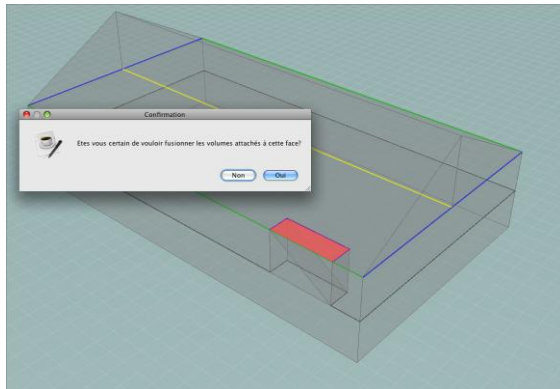 Confirmation
Etes vous certain de vouloir fusionner les volumes attachés à cette face?
Non
Oui